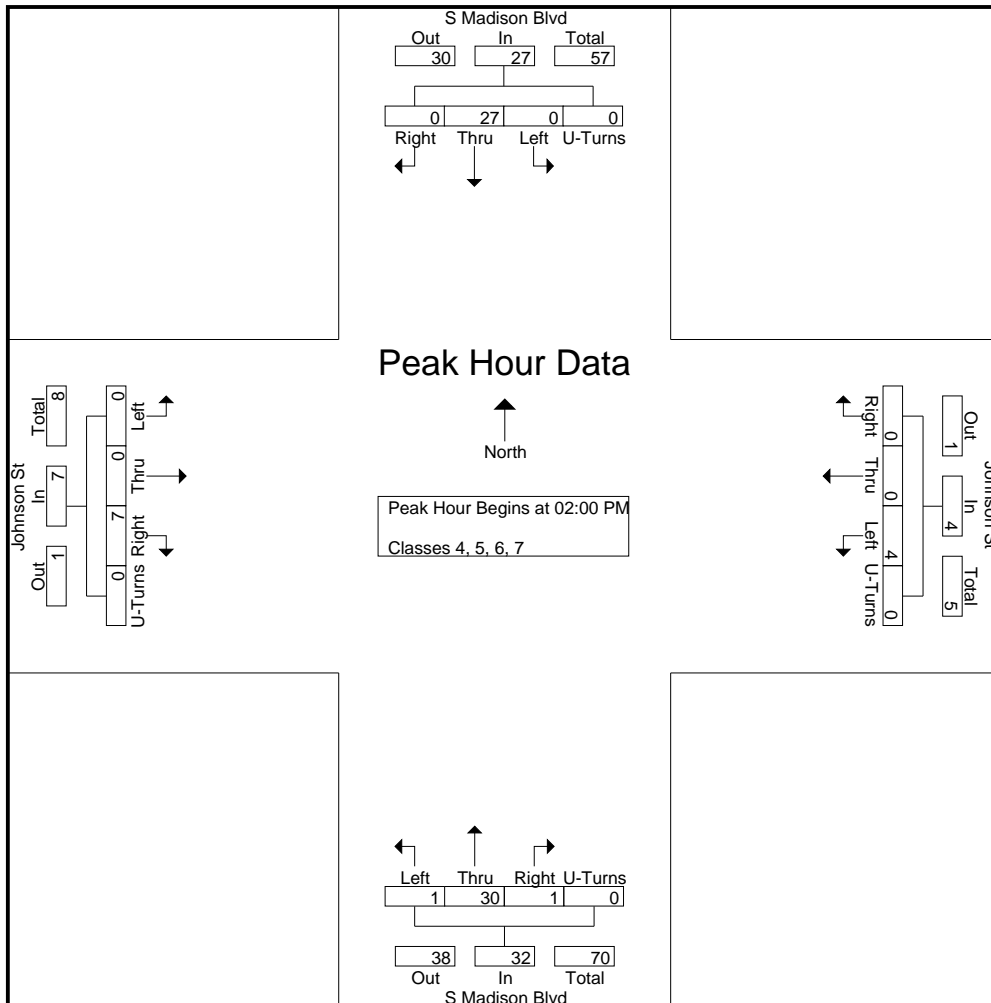 S Madison Blvd
Out In Total
30 27 57
0 27 0 0
Right Thru Left U-Turns
Peak Hour Data
North
Peak Hour Begins at 02:00 PM
Classes 4, 5, 6, 7
Johnson St
Out In Total
1 7 8
0 7 0 0
U-Turns Right Thru Left
Johnson St
Out In Total
1 4 5
0 0 4 0
Right Thru Left U-Turns
Left Thru Right U-Turns
1 30 1 0
38 32 70
Out In Total
S Madison Blvd